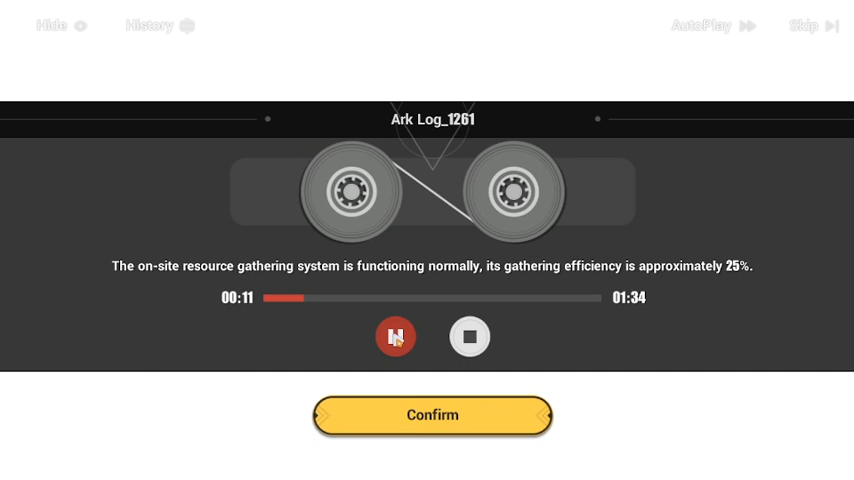 Hide
History
AutoPlay
Skip
Ark Log_1261
The on-site resource gathering system is functioning normally, its gathering efficiency is approximately 25%.
00:11
01:34
Confirm